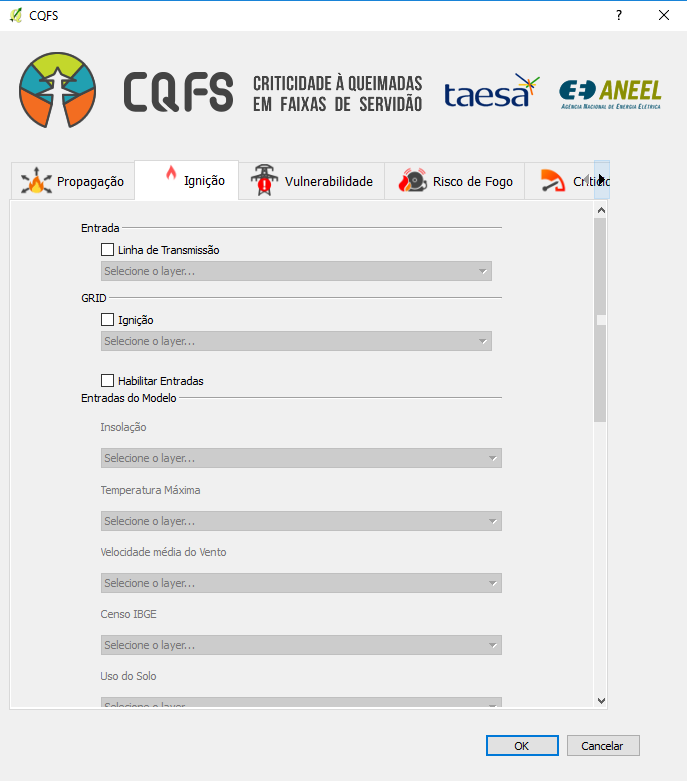 CQFS
?
CQFS
CRITICIDADE À QUEIMADAS
EM FAIXAS DE SERVIDÃO
taesa
ANEEL
AGÊNCIA NACIONAL DE ENERGIA ELÉTRICA
Propagação
Ignição
Vulnerabilidade
Risco de Fogo
Entrada
Linha de Transmissão
Selecione o layer...
GRID
Ignição
Selecione o layer...
Habilitar Entradas
Entradas do Modelo
Insolação
Selecione o layer...
Temperatura Máxima
Selecione o layer...
Velocidade média do Vento
Selecione o layer...
Censo IBGE
Selecione o layer...
Uso do Solo
Selecione o layer...
OK
Cancelar